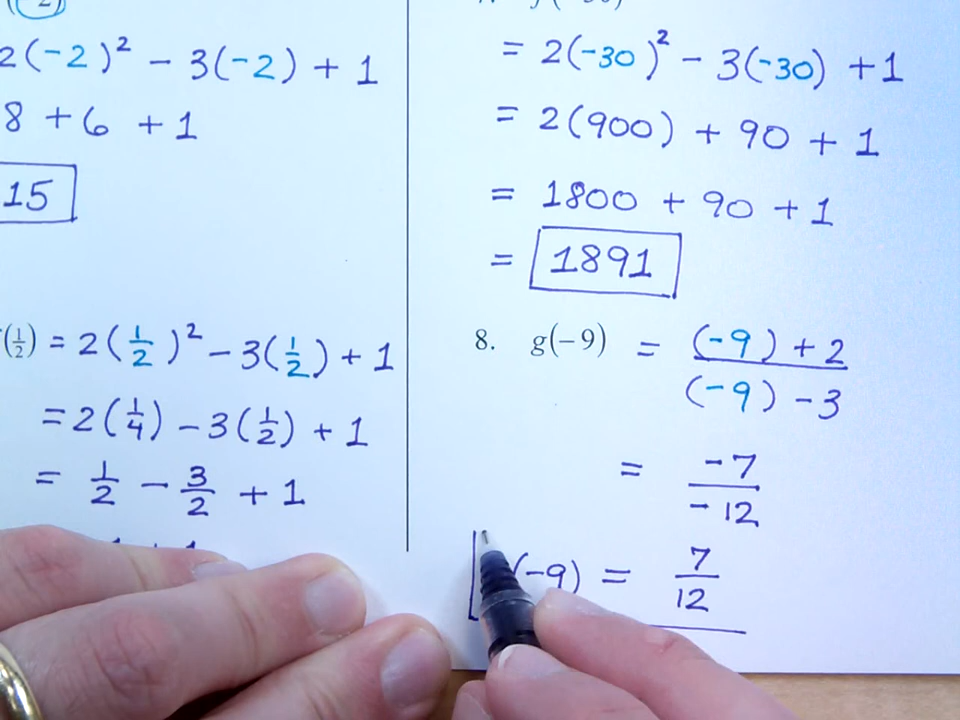 2(-2)² - 3(-2) + 1
8 + 6 + 1
15
(1/2) = 2(1/2)² - 3(1/2) + 1
= 2(1/4) - 3(1/2) + 1
= 1/2 - 3/2 + 1
= 2(-30)² - 3(-30) + 1
= 2(900) + 90 + 1
= 1800 + 90 + 1
= 1891
8. g(-9) = (-9) + 2 / (-9) - 3
= -7 / -12
(-9) = 7/12